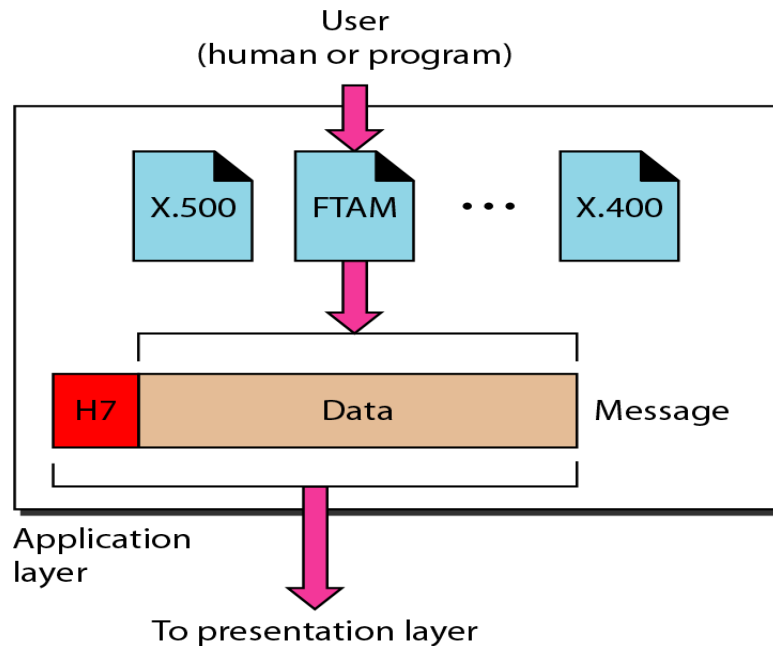 User
(human or program)
X.500
FTAM
...
X.400
H7
Data
Message
Application
layer
To presentation layer